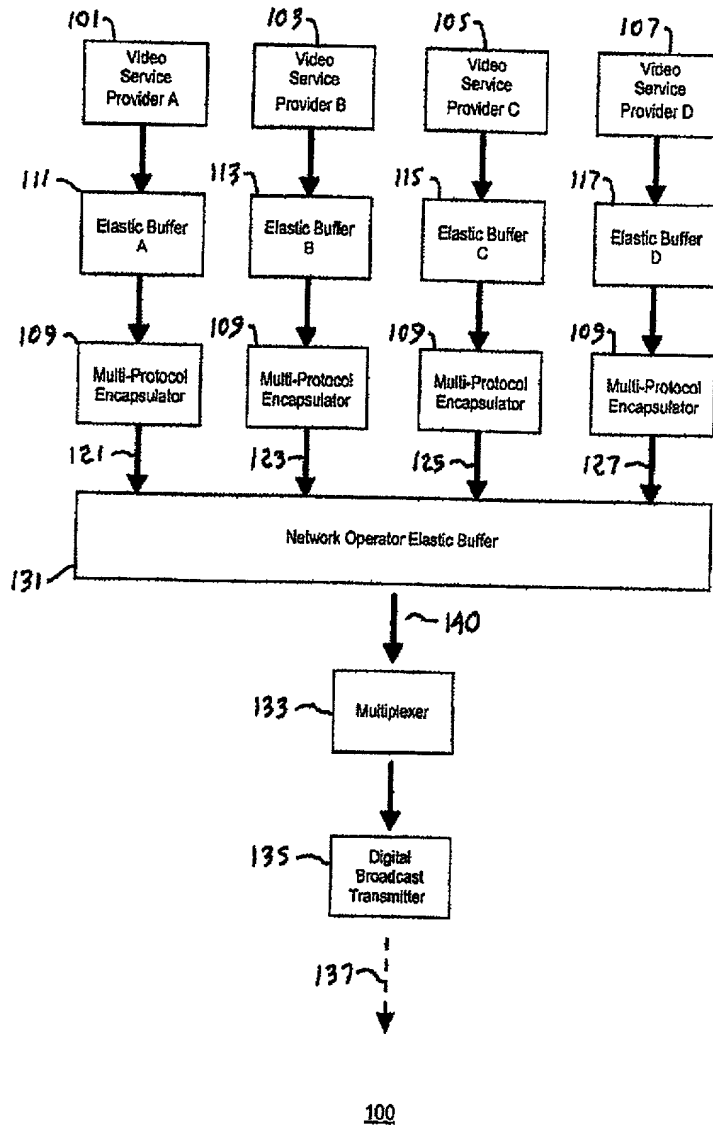 101
103
105
107
Video
Service
Provider A
Video
Service
Provider B
Video
Service
Provider C
Video
Service
Provider D
111
113
115
117
Elastic Buffer
A
Elastic Buffer
B
Elastic Buffer
C
Elastic Buffer
D
109
109
109
109
Multi-Protocol
Encapsulator
Multi-Protocol
Encapsulator
Multi-Protocol
Encapsulator
Multi-Protocol
Encapsulator
121
123
125
127
Network Operator Elastic Buffer
131
140
133
Multiplexer
135
Digital
Broadcast
Transmitter
137
100